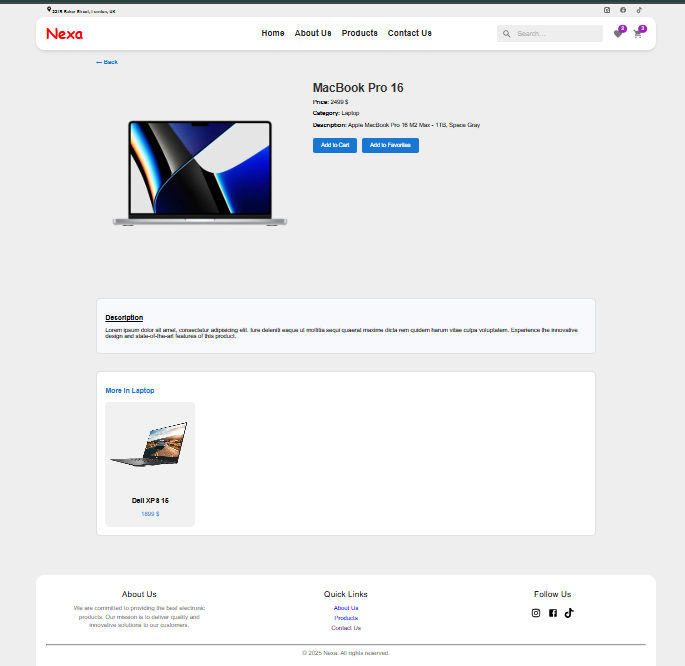 221B Baker Street, London, UK
Nexa
Home About Us Products Contact Us
Search...
3 3
← Back
MacBook Pro 16
Price: 2499 $
Category: Laptop
Description: Apple MacBook Pro 16 M2 Max - 1TB, Space Gray
Add to Cart Add to Favorites
Description
Lorem ipsum dolor sit amet, consectetur adipisicing elit. Iure deleniti eaque ut mollitia sequi quaerat maxime dicta rem quidem harum vitae culpa voluptatem. Experience the innovative
design and state-of-the-art features of this product.
More in Laptop
Dell XPS 15
1899 $
About Us
We are committed to providing the best electronic
products. Our mission is to deliver quality and
innovative solutions to our customers.
Quick Links
About Us
Products
Contact Us
Follow Us
© 2025 Nexa. All rights reserved.